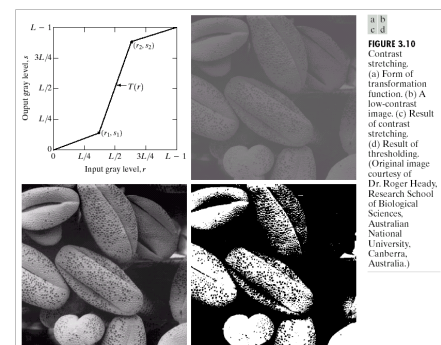 L − 1
3L/4
L/2
L/4
0
Ouput gray level, s
(r2, s2)
T(r)
(r1, s1)
0 L/4 L/2 3L/4 L − 1
Input gray level, r
a b
c d
FIGURE 3.10
Contrast
stretching.
(a) Form of
transformation
function. (b) A
low-contrast
image. (c) Result
of contrast
stretching.
(d) Result of
thresholding.
(Original image
courtesy of
Dr. Roger Heady,
Research School
of Biological
Sciences,
Australian
National
University,
Canberra,
Australia.)